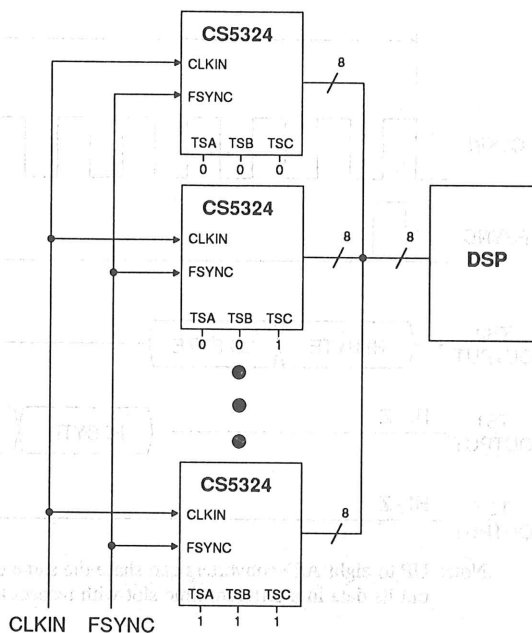 CS5324
CLKIN
FSYNC
8
TSA TSB TSC
0 0 0
CS5324
CLKIN
FSYNC
8
8
DSP
TSA TSB TSC
0 0 1
CS5324
CLKIN
FSYNC
8
TSA TSB TSC
1 1 1
CLKIN FSYNC